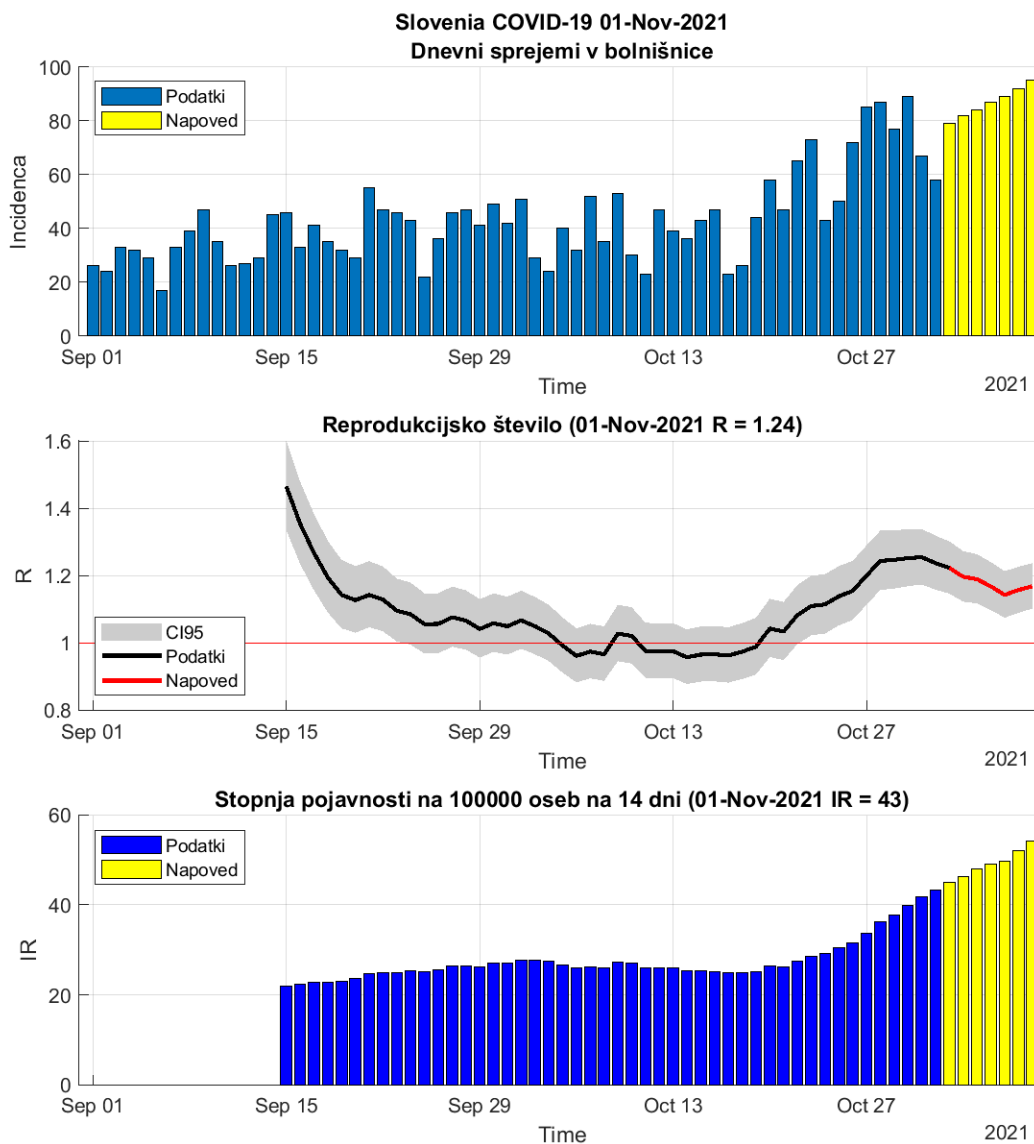 Slovenia COVID-19 01-Nov-2021
Dnevni sprejemi v bolnišnice
100
80
60
40
20
0
Incidenca
Podatki
Napoved
Sep 01
Sep 15
Sep 29
Oct 13
Oct 27
Time
2021
Reprodukcijsko število (01-Nov-2021 R = 1.24)
1.6
1.4
1.2
1
0.8
R
CI95
Podatki
Napoved
Sep 01
Sep 15
Sep 29
Oct 13
Oct 27
Time
2021
Stopnja pojavnosti na 100000 oseb na 14 dni (01-Nov-2021 IR = 43)
60
40
20
0
IR
Podatki
Napoved
Sep 01
Sep 15
Sep 29
Oct 13
Oct 27
Time
2021